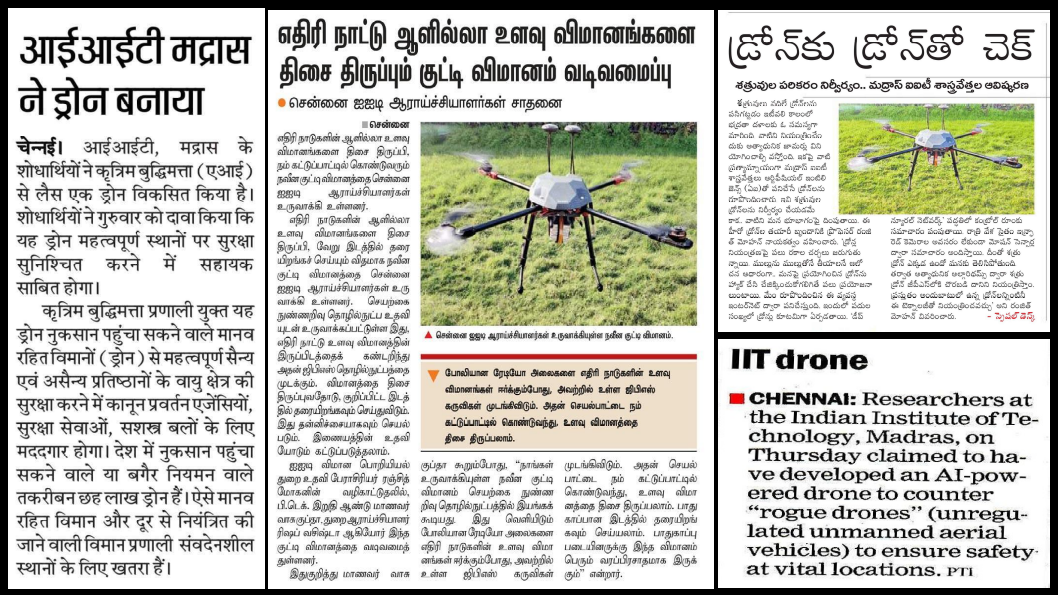 आईआईटी मद्रास
ने ड्रोन बनाया
चेन्नई। आईआईटी, मद्रास के
शोधार्थियों ने कृत्रिम बुद्धिमत्ता (एआई)
से लैस एक ड्रोन विकसित किया है।
शोधार्थियों ने गुरुवार को दावा किया कि
यह ड्रोन महत्वपूर्ण स्थानों पर सुरक्षा
सुनिश्चित करने में सहायक
साबित होगा।
कृत्रिम बुद्धिमत्ता प्रणाली युक्त यह
ड्रोन नुकसान पहुंचा सकने वाले मानव
रहित विमानों (ड्रोन) से महत्वपूर्ण सैन्य
एवं असैन्य प्रतिष्ठानों के वायु क्षेत्र की
सुरक्षा करने में कानून प्रवर्तन एजेंसियों,
सुरक्षा सेवाओं, सशस्त्र बलों के लिए
मददगार होगा। देश में नुकसान पहुंचा
सकने वाले या बगैर नियमन वाले
तकरीबन छह लाख ड्रोन हैं। ऐसे मानव
रहित विमान और दूर से नियंत्रित की
जाने वाली विमान प्रणाली संवेदनशील
स्थानों के लिए खतरा हैं।
எதிரி நாட்டு ஆளில்லா உளவு விமானங்களை
திசை திருப்பும் குட்டி விமானம் வடிவமைப்பு
சென்னை ஐஐடி ஆராய்ச்சியாளர்கள் சாதனை
சென்னை
எதிரி நாடுகளின் ஆளில்லா உளவு
விமானங்களை திசை திருப்பி,
நம் கட்டுப்பாட்டில் கொண்டுவரும்
நவீன குட்டி விமானத்தை சென்னை
ஐஐடி ஆராய்ச்சியாளர்கள்
உருவாக்கி உள்ளனர்.
எதிரி நாடுகளின் ஆளில்லா
உளவு விமானங்களை திசை
திருப்பி, வேறு இடத்தில் தரை
யிறங்கச் செய்யும் விதமாக நவீன
குட்டி விமானத்தை சென்னை
ஐஐடி ஆராய்ச்சியாளர்கள் உரு
வாக்கி உள்ளனர். செயற்கை
நுண்ணறிவு தொழில்நுட்ப உதவி
யுடன் உருவாக்கப்பட்டுள்ள இது,
எதிரி நாட்டு உளவு விமானத்தின்
இருப்பிடத்தைக் கண்டறிந்து
அதன் ஜிபிஎஸ் தொழில்நுட்பத்தை
முடக்கும். விமானத்தை திசை
திருப்புவதோடு, குறிப்பிட்ட இடத்
தில் தரையிறங்கவும் செய்துவிடும்.
இது தன்னிச்சையாகவும் செயல்
படும். இணையத்தின் உதவி
யோடும் கட்டுப்படுத்தலாம்.
ஐஐடி விமான பொறியியல்
துறை உதவி பேராசிரியர் ரஞ்சித்
மோகனின் வழிகாட்டுதலில்,
பி.டெக். இறுதி ஆண்டு மாணவர்
வாசுகுப்தா, துறை ஆராய்ச்சியாளர்
ரிஷப் வசிஷ்டா ஆகியோர் இந்த
குட்டி விமானத்தை வடிவமைத்
துள்ளனர்.
இதுகுறித்து மாணவர் வாசு
சென்னை ஐஐடி ஆராய்ச்சியாளர்கள் உருவாக்கியுள்ள நவீன குட்டி விமானம்.
போலியான ரேடியோ அலைகளை எதிரி நாடுகளின் உளவு
விமானங்கள் ஈர்க்கும்போது, அவற்றில் உள்ள ஜிபிஎஸ்
கருவிகள் முடங்கிவிடும். அதன் செயல்பாட்டை நம்
கட்டுப்பாட்டில் கொண்டுவந்து, உளவு விமானத்தை
திசை திருப்பலாம்.
குப்தா கூறும்போது, “நாங்கள்
உருவாக்கியுள்ள நவீன குட்டி
விமானம் செயற்கை நுண்ண
றிவு தொழில்நுட்பத்தில் இயங்கக்
கூடியது. இது வெளியிடும்
போலியான ரேடியோ அலைகளை
எதிரி நாடுகளின் உளவு விமா
னங்கள் ஈர்க்கும்போது, அவற்றில்
உள்ள ஜிபிஎஸ் கருவிகள்
முடங்கிவிடும். அதன் செயல்
பாட்டை நம் கட்டுப்பாட்டில்
கொண்டுவந்து, உளவு விமா
னத்தை திசை திருப்பலாம். பாது
காப்பான இடத்தில் தரையிறங்
கவும் செய்யலாம். பாதுகாப்பு
படையினருக்கு இந்த விமானம்
பெரும் வரப்பிரசாதமாக இருக்
கும்” என்றார்.
డ్రోన్‌కు డ్రోన్‌తో చెక్
శత్రువుల పరికరం నిర్వీర్యం.. మద్రాస్ ఐఐటీ శాస్త్రవేత్తల ఆవిష్కరణ
– స్పెషల్ డెస్క్
IIT drone
CHENNAI: Researchers at
the Indian Institute of Te-
chnology, Madras, on
Thursday claimed to ha-
ve developed an AI-pow-
ered drone to counter
“rogue drones” (unregu-
lated unmanned aerial
vehicles) to ensure safety
at vital locations. PTI